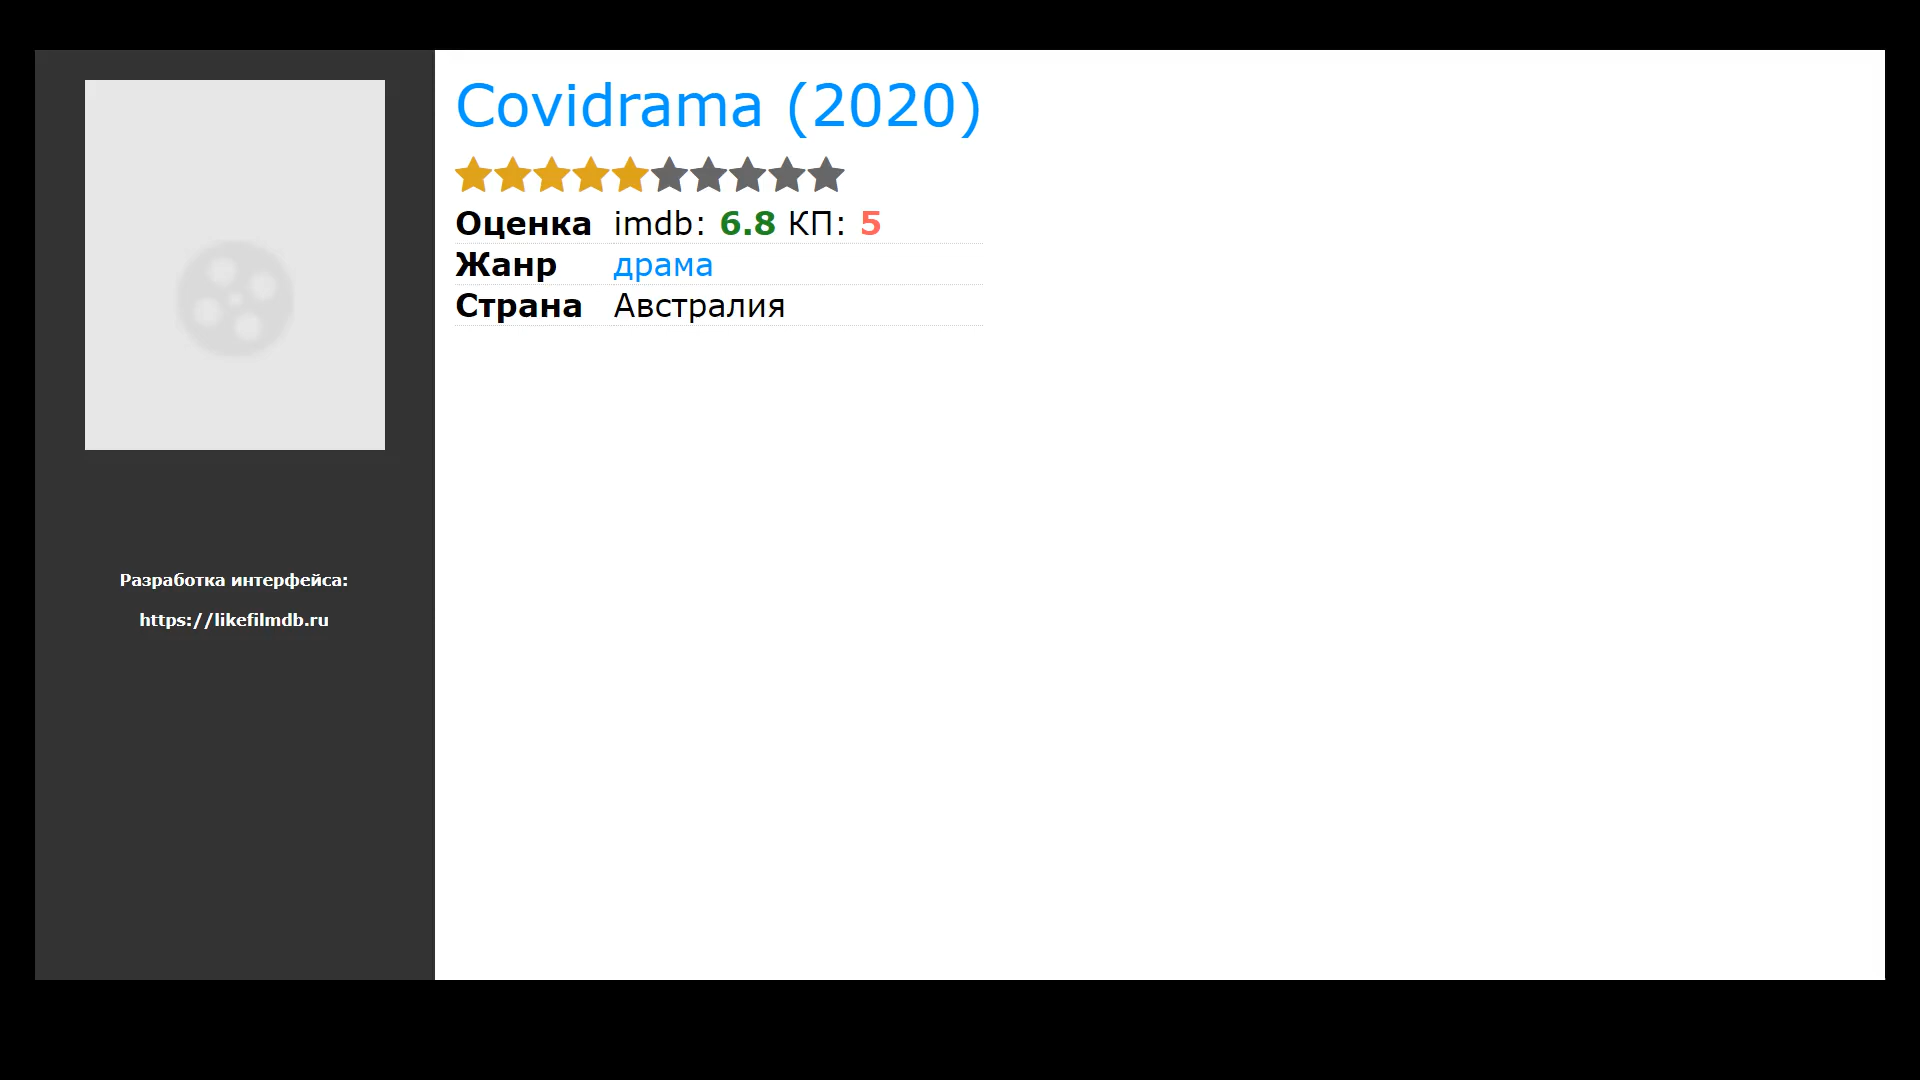 Covidrama (2020)
Оценка imdb: 6.8 КП: 5
Жанр драма
Страна Австралия
Разработка интерфейса:
https://likefilmdb.ru